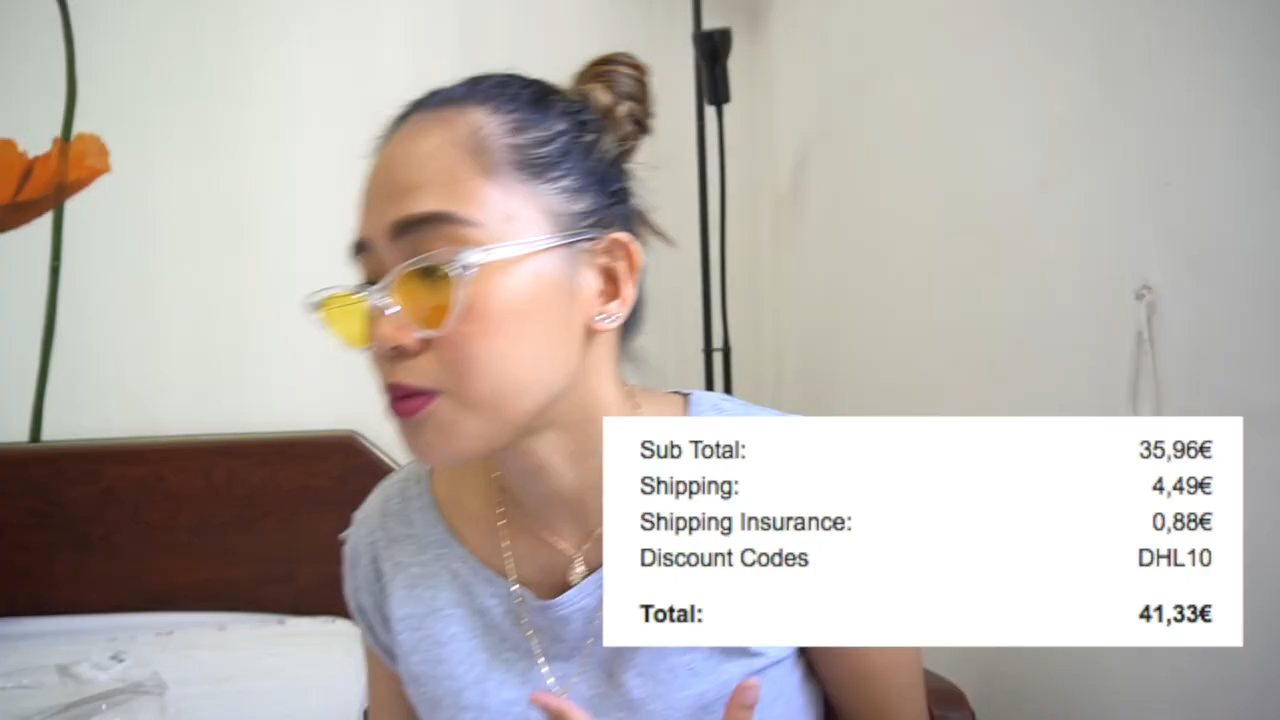 Sub Total: 35,96€
Shipping: 4,49€
Shipping Insurance: 0,88€
Discount Codes DHL10
Total: 41,33€